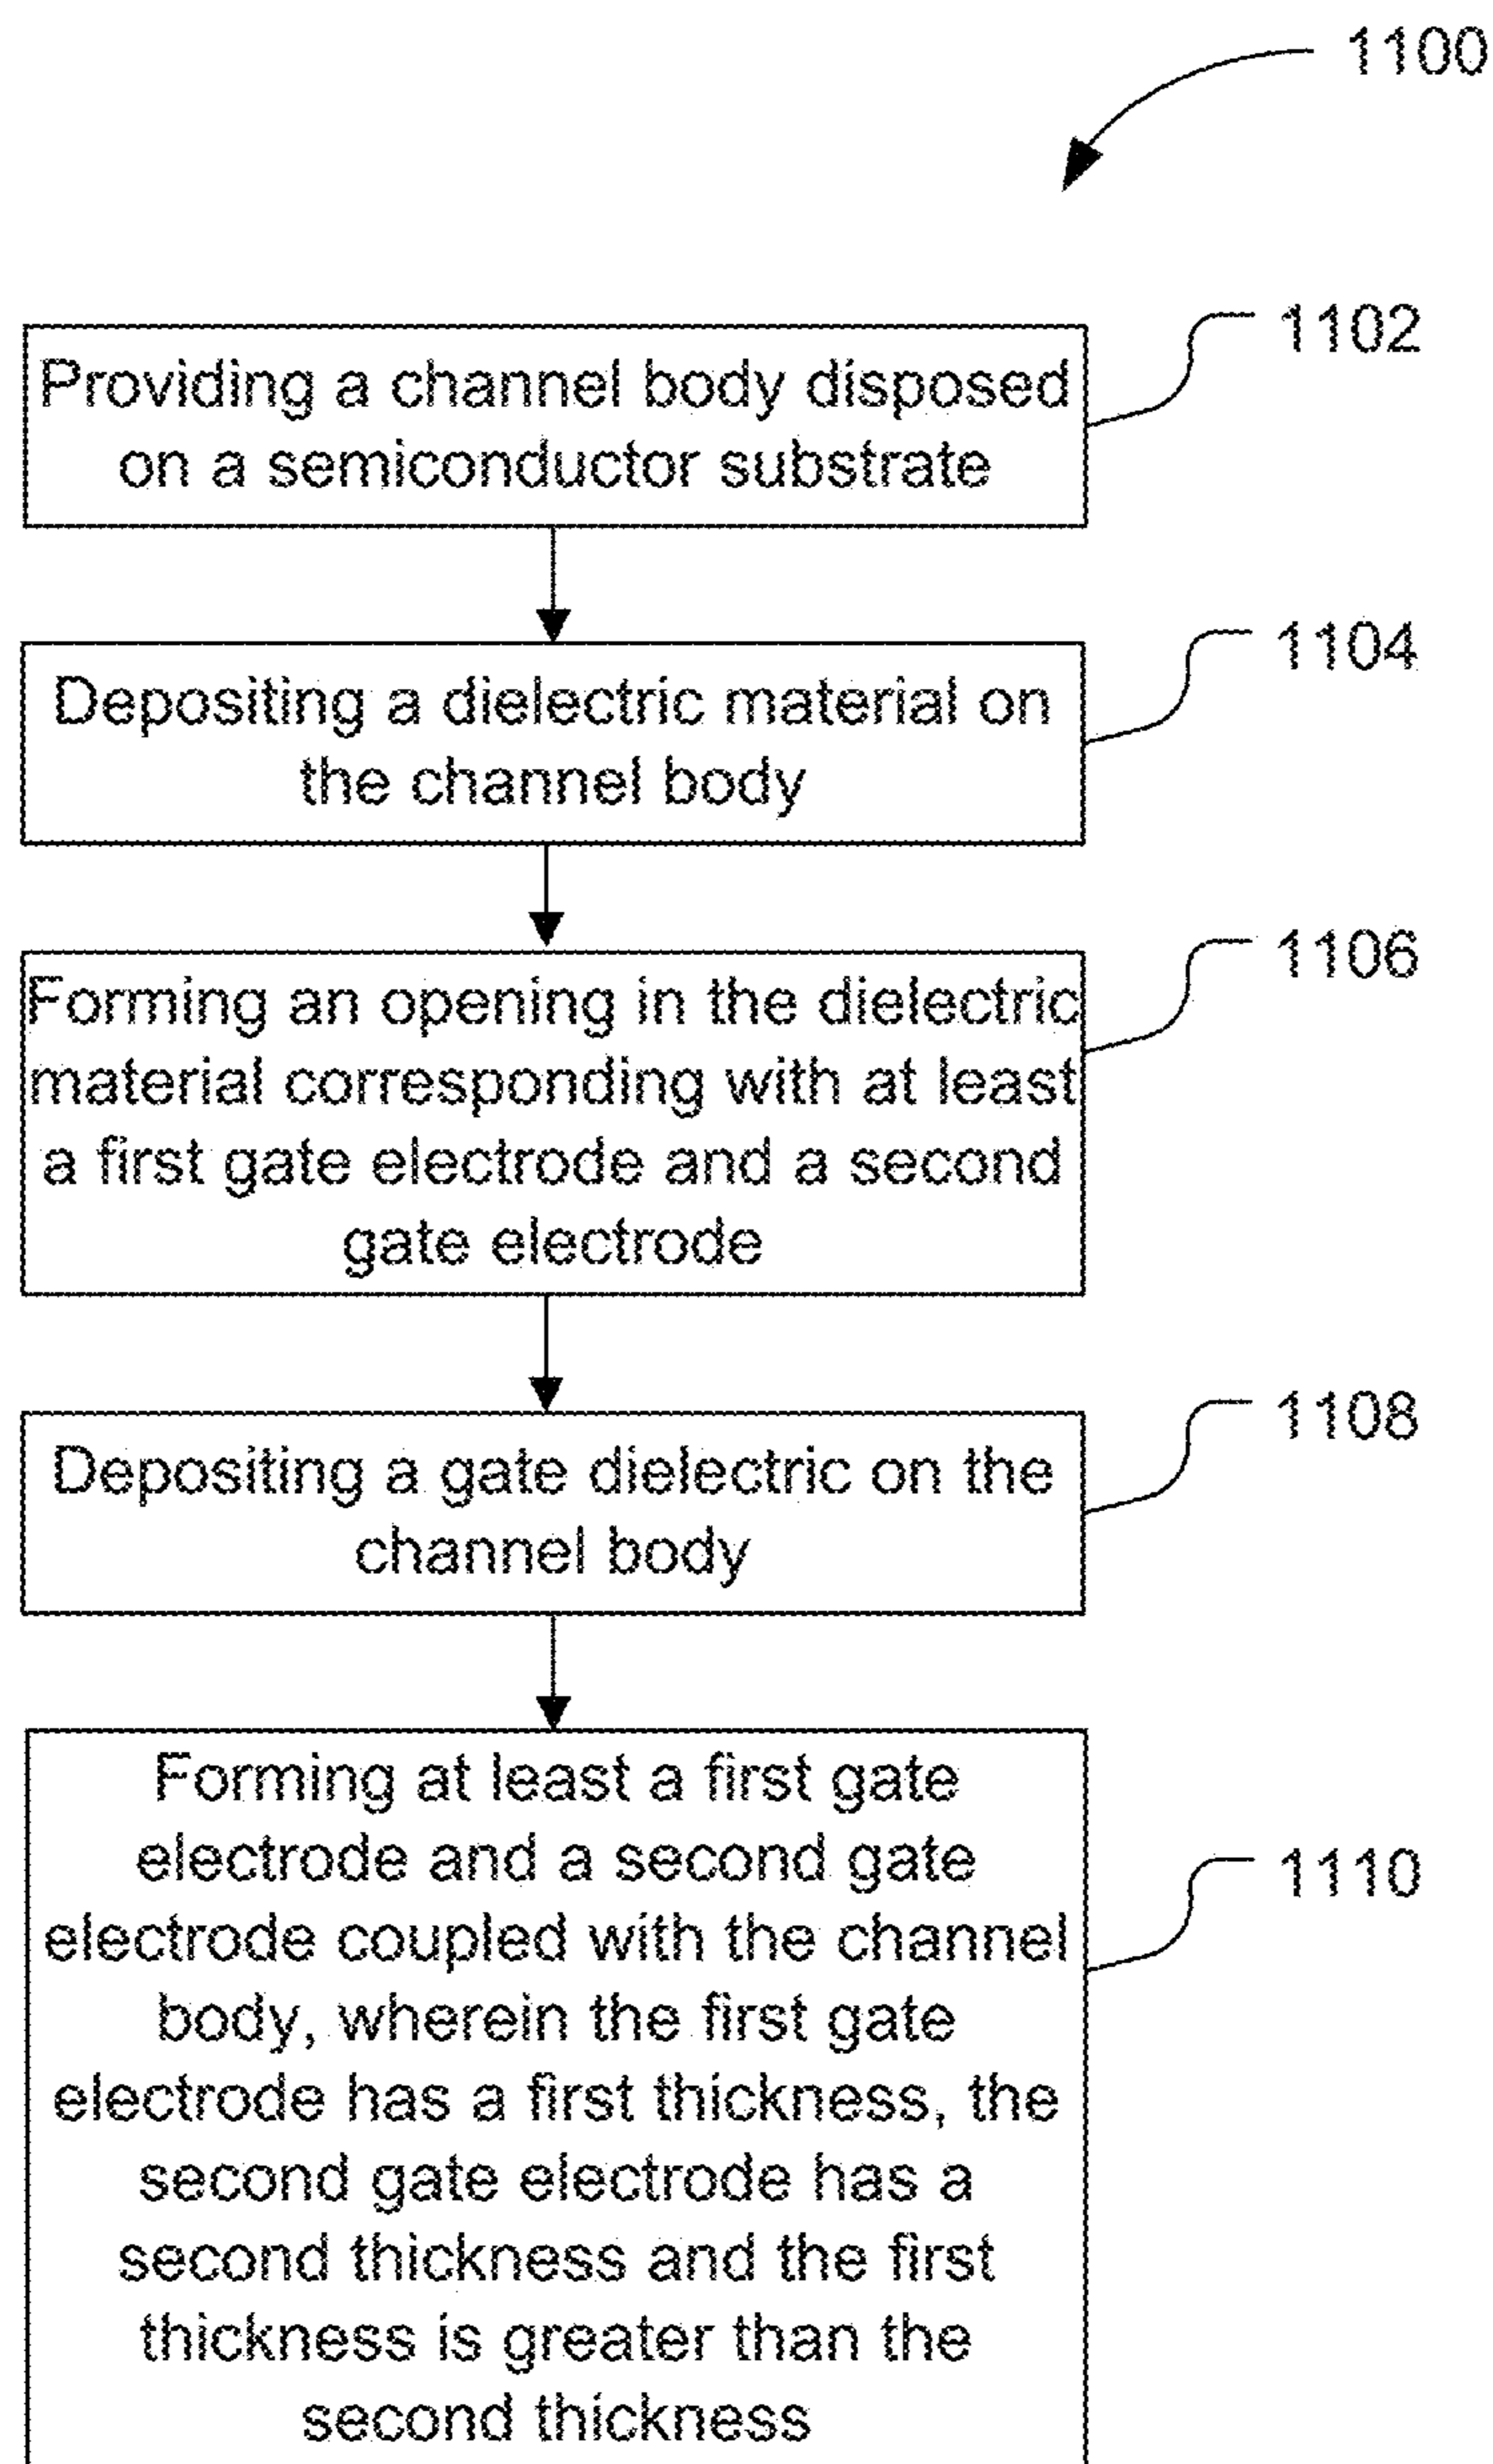 1100
Providing a channel body disposed
on a semiconductor substrate
1102
Depositing a dielectric material on
the channel body
1104
Forming an opening in the dielectric
material corresponding with at least
a first gate electrode and a second
gate electrode
1106
Depositing a gate dielectric on the
channel body
1108
Forming at least a first gate
electrode and a second gate
electrode coupled with the channel
body, wherein the first gate
electrode has a first thickness, the
second gate electrode has a
second thickness and the first
thickness is greater than the
second thickness
1110